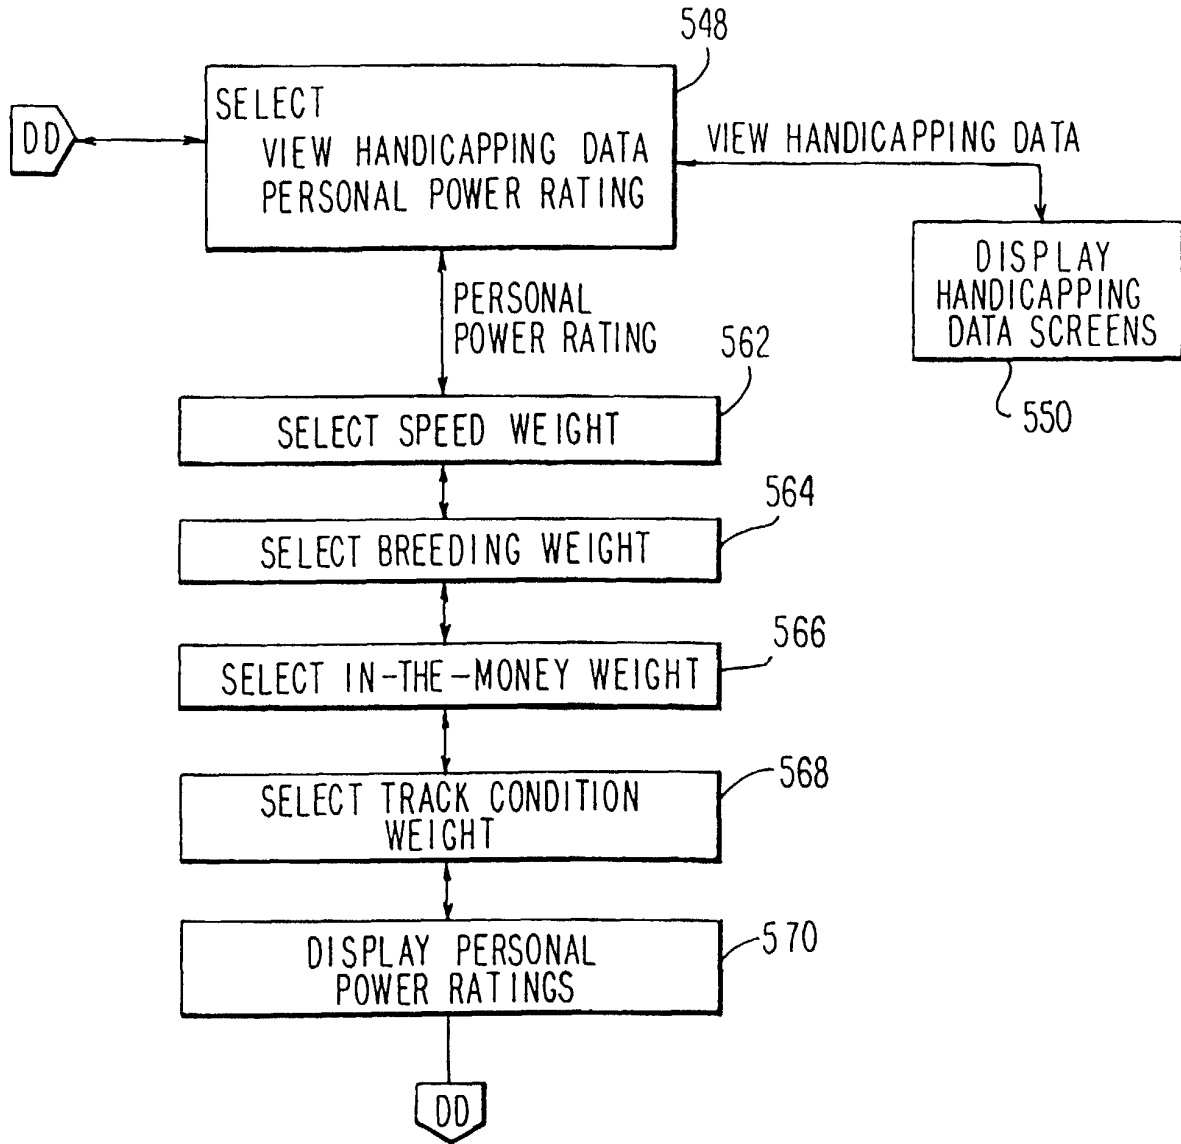 548
DD
SELECT
VIEW HANDICAPPING DATA
PERSONAL POWER RATING
VIEW HANDICAPPING DATA
DISPLAY
HANDICAPPING
DATA SCREENS
550
PERSONAL
POWER RATING
562
SELECT SPEED WEIGHT
564
SELECT BREEDING WEIGHT
566
SELECT IN-THE-MONEY WEIGHT
568
SELECT TRACK CONDITION
WEIGHT
570
DISPLAY PERSONAL
POWER RATINGS
DD